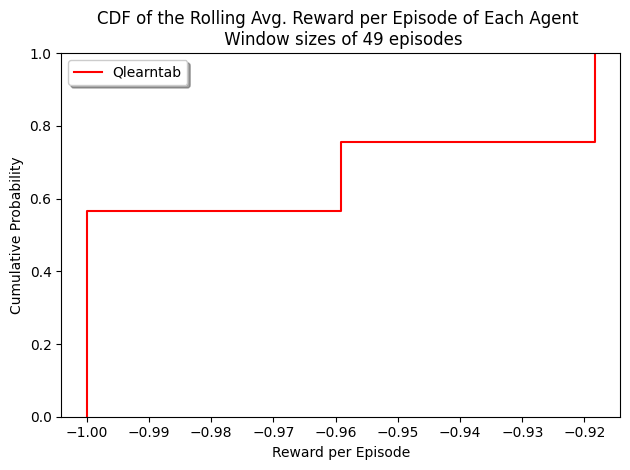 CDF of the Rolling Avg. Reward per Episode of Each Agent
Window sizes of 49 episodes
Qlearntab
Cumulative Probability
1.0
0.8
0.6
0.4
0.2
0.0
−1.00 −0.99 −0.98 −0.97 −0.96 −0.95 −0.94 −0.93 −0.92
Reward per Episode